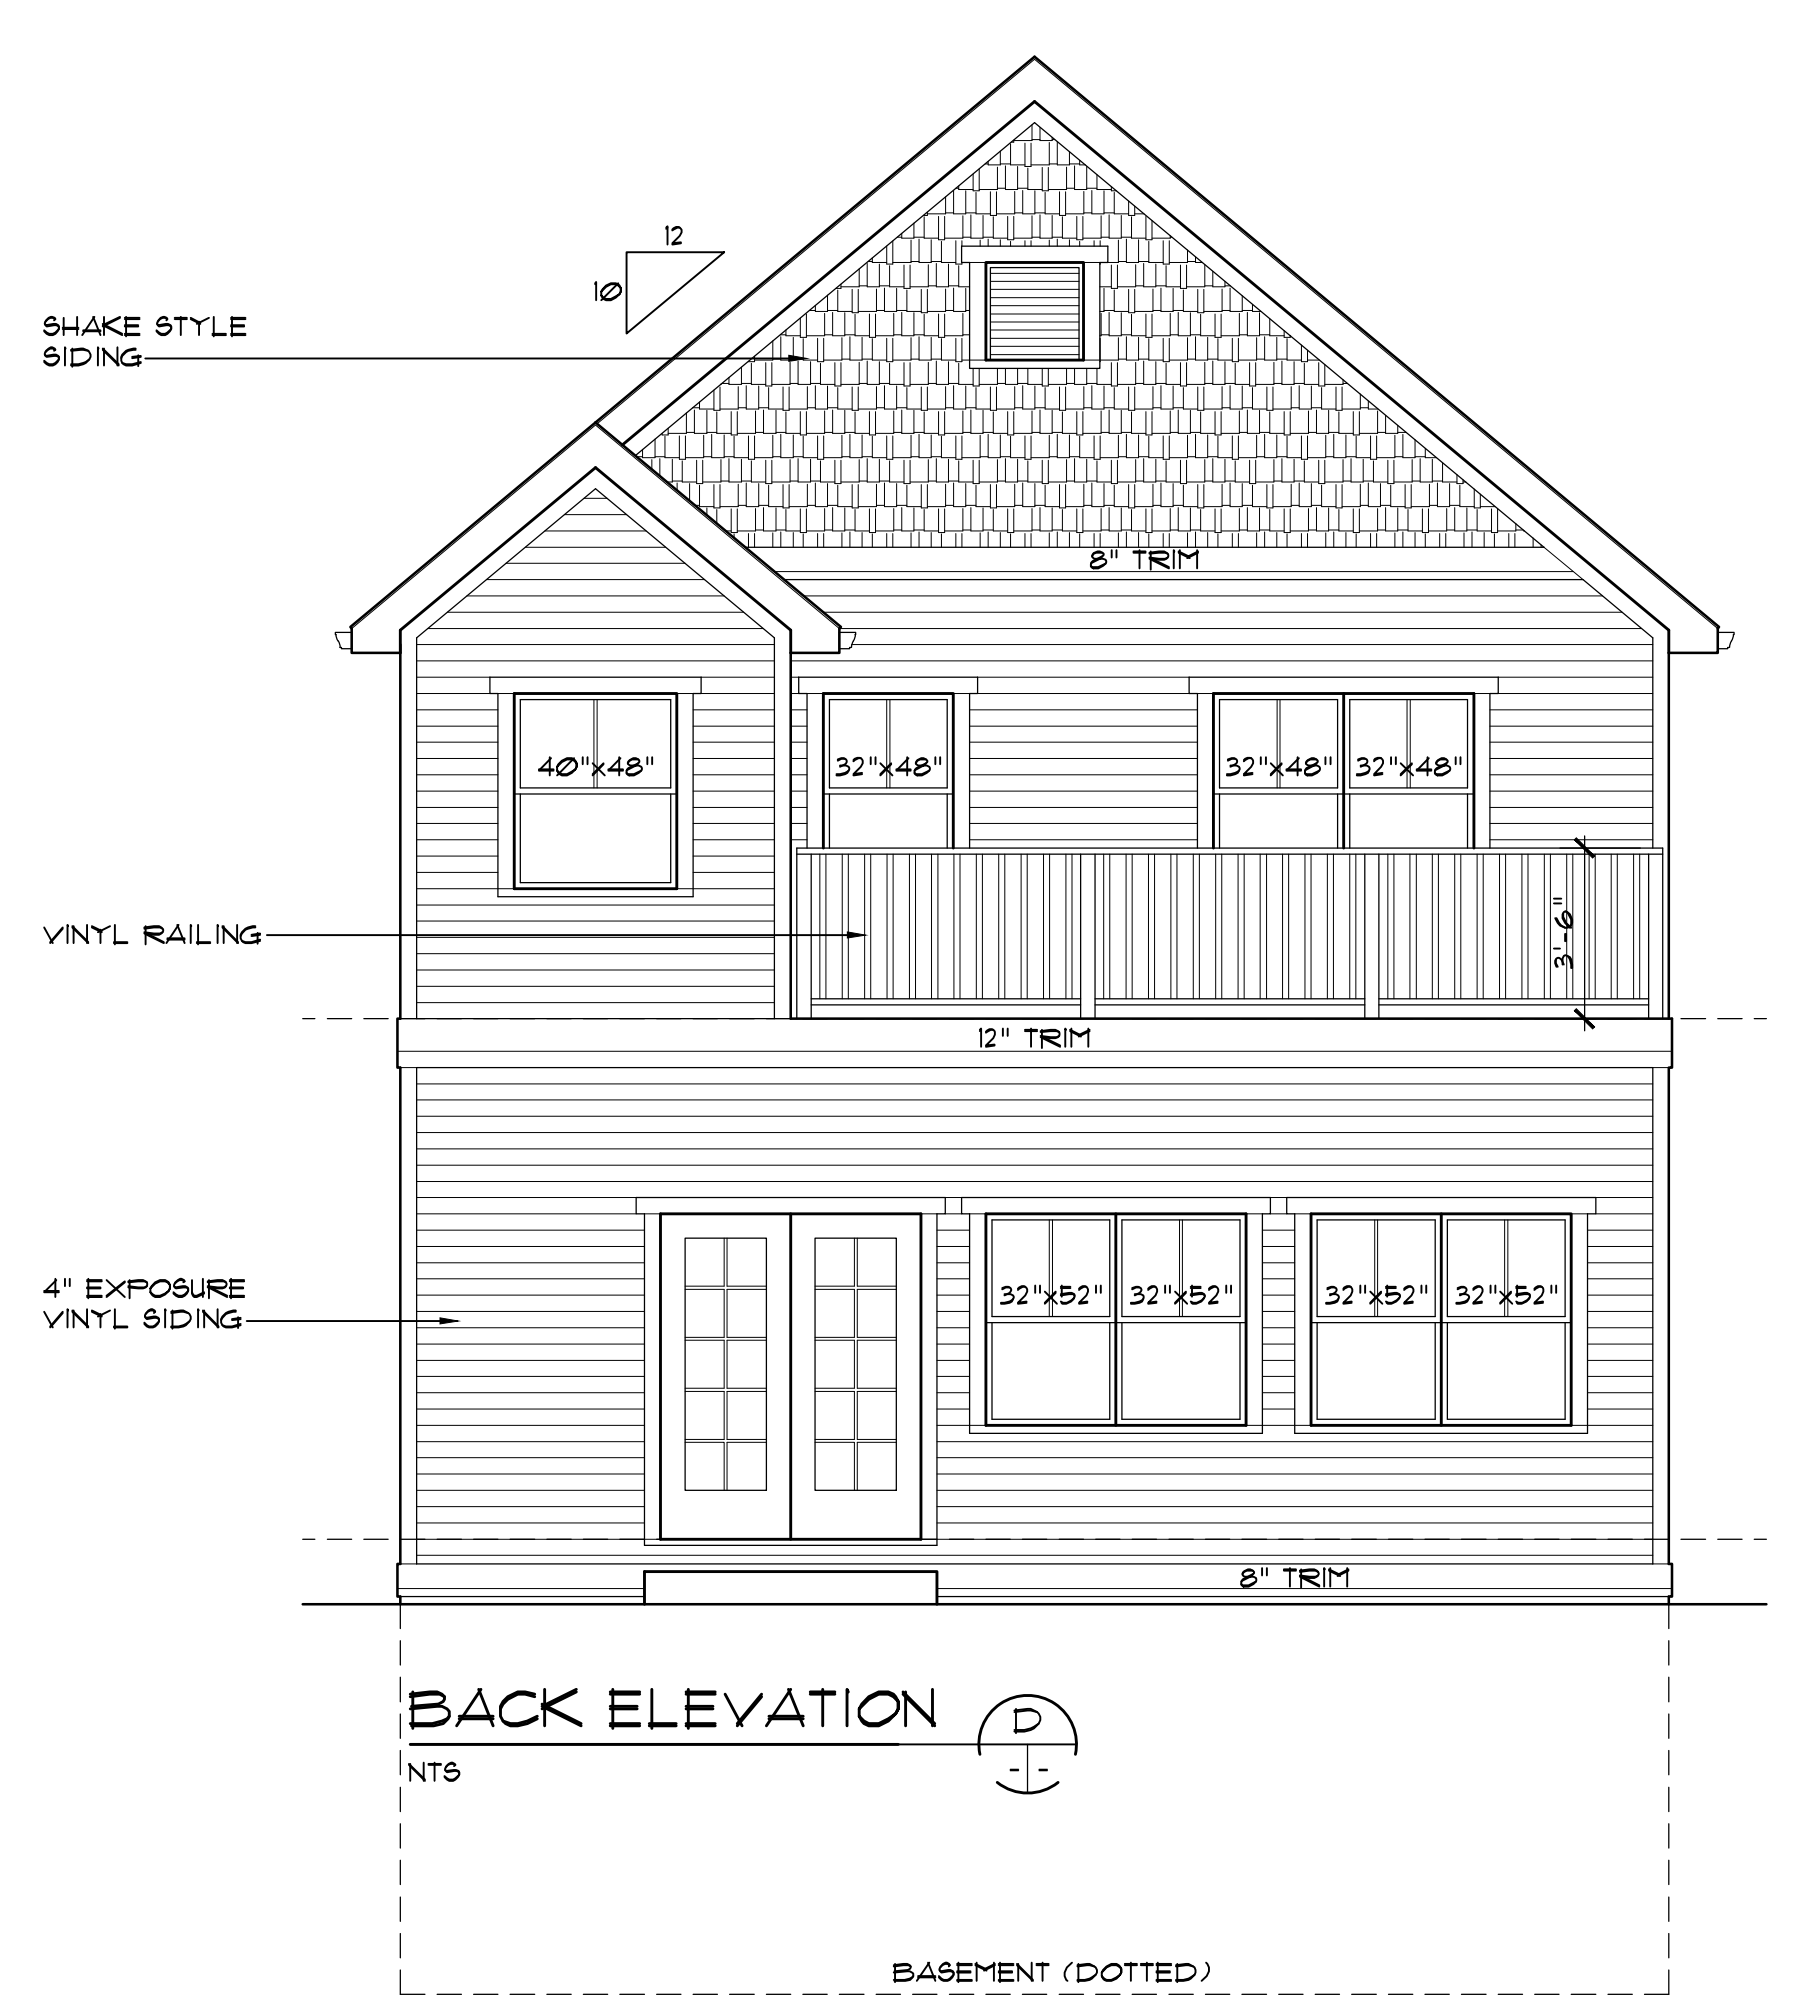 12
10
SHAKE STYLE
SIDING
8" TRIM
40"x48"
32"x48"
32"x48"
32"x48"
VINYL RAILING
3'-6"
12" TRIM
4" EXPOSURE
VINYL SIDING
32"x52"
32"x52"
32"x52"
32"x52"
8" TRIM
BACK ELEVATION
D
NTS
--
BASEMENT (DOTTED)